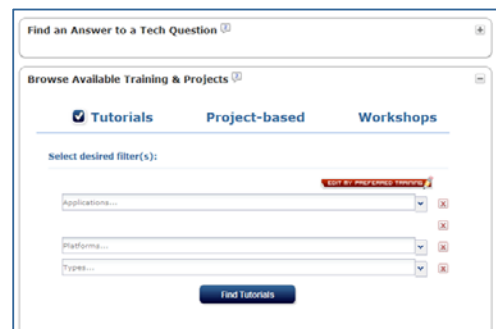 Find an Answer to a Tech Question
Browse Available Training & Projects
Tutorials Project-based Workshops
Select desired filter(s):
EDIT BY PREFERRED TRAINING
Applications...
Platforms...
Types...
Find Tutorials